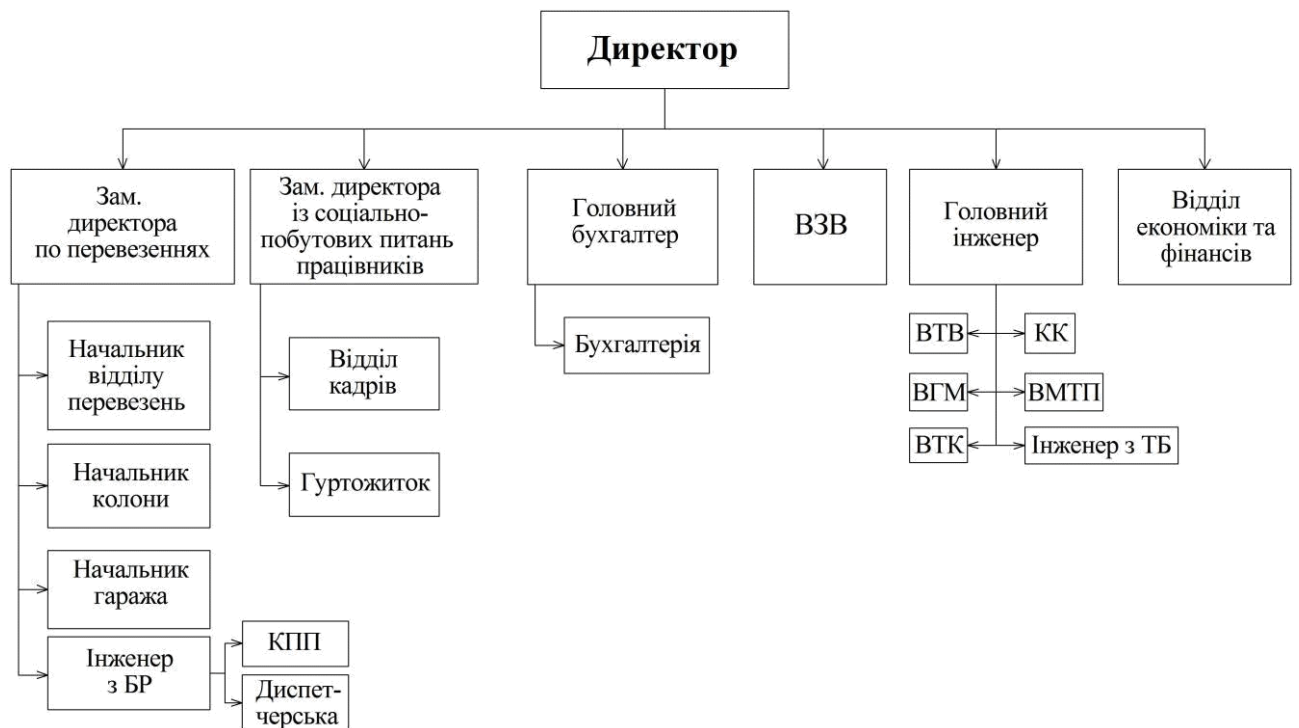 Директор
Зам.
директора
по перевезеннях
Зам. директора
із соціально-
побутових питань
працівників
Головний
бухгалтер
ВЗВ
Головний
інженер
Відділ
економіки та
фінансів
Начальник
відділу
перевезень
Начальник
колони
Начальник
гаража
Інженер
з БР
КПП
Диспет-
черська
Відділ
кадрів
Гуртожиток
Бухгалтерія
ВТВ
КК
ВГМ
ВМТП
ВТК
Інженер з ТБ